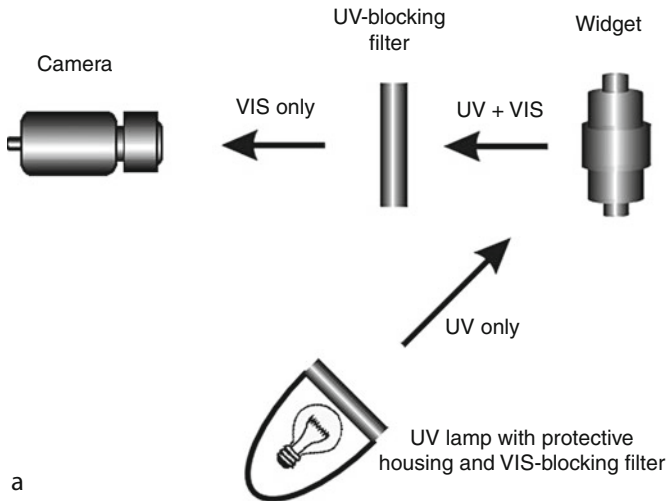 UV-blocking
filter
Widget
Camera
VIS only
UV + VIS
UV only
UV lamp with protective
housing and VIS-blocking filter
a